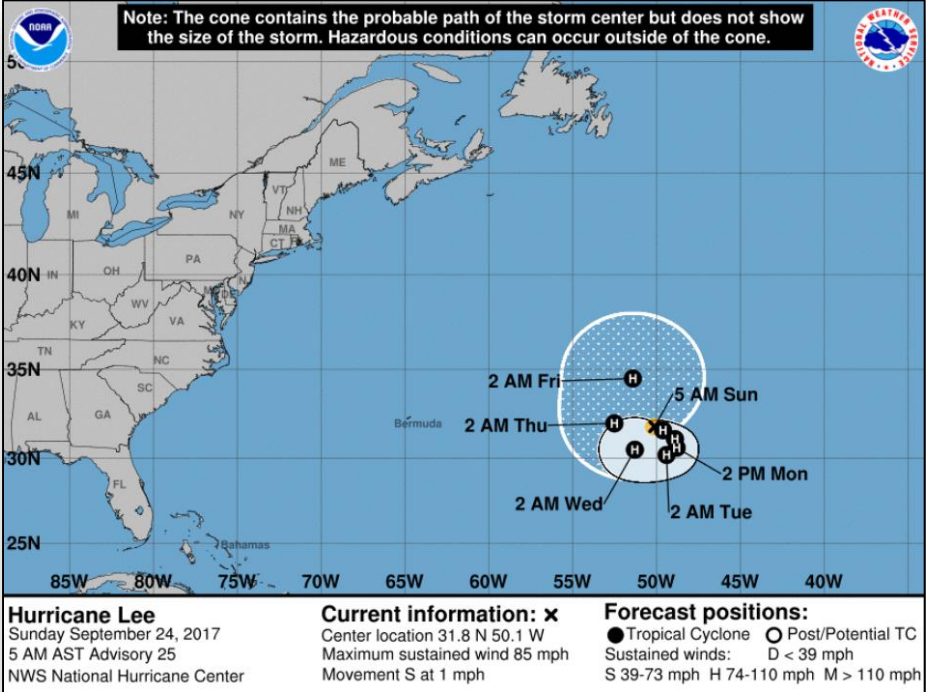 Note: The cone contains the probable path of the storm center but does not show
the size of the storm. Hazardous conditions can occur outside of the cone.
NOAA
NATIONAL WEATHER SERVICE
45N
40N
35N
30N
25N
ME
VT
NH
MA
CT
NY
MI
PA
IN
OH
WV
VA
KY
TN
NC
SC
AL
GA
FL
Bermuda
Bahamas
2 AM Fri
H
5 AM Sun
2 AM Thu
H
H
H
H
H
H
2 PM Mon
2 AM Wed
2 AM Tue
85W 80W 75W 70W 65W 60W 55W 50W 45W 40W
Hurricane Lee
Sunday September 24, 2017
5 AM AST Advisory 25
NWS National Hurricane Center
Current information: x
Center location 31.8 N 50.1 W
Maximum sustained wind 85 mph
Movement S at 1 mph
Forecast positions:
Tropical Cyclone Post/Potential TC
Sustained winds: D < 39 mph
S 39-73 mph H 74-110 mph M > 110 mph